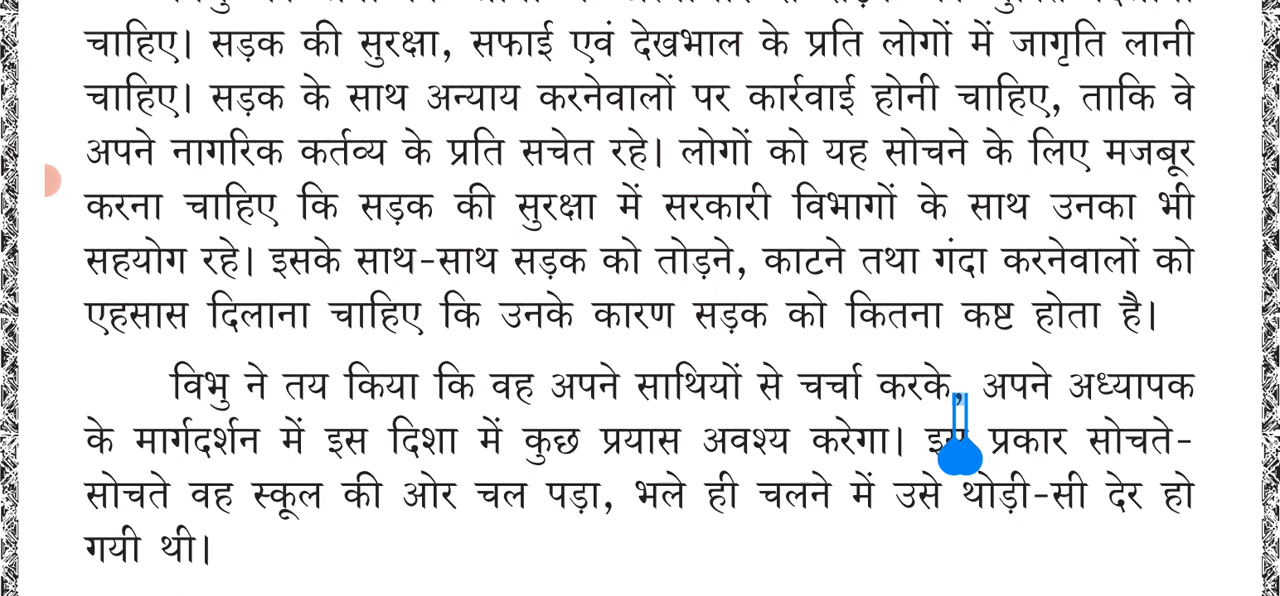 चाहिए। सड़क की सुरक्षा, सफाई एवं देखभाल के प्रति लोगों में जागृति लानी
चाहिए। सड़क के साथ अन्याय करनेवालों पर कार्रवाई होनी चाहिए, ताकि वे
अपने नागरिक कर्तव्य के प्रति सचेत रहे। लोगों को यह सोचने के लिए मजबूर
करना चाहिए कि सड़क की सुरक्षा में सरकारी विभागों के साथ उनका भी
सहयोग रहे। इसके साथ-साथ सड़क को तोड़ने, काटने तथा गंदा करनेवालों को
एहसास दिलाना चाहिए कि उनके कारण सड़क को कितना कष्ट होता है।
विभु ने तय किया कि वह अपने साथियों से चर्चा करके, अपने अध्यापक
के मार्गदर्शन में इस दिशा में कुछ प्रयास अवश्य करेगा। इस प्रकार सोचते-
सोचते वह स्कूल की ओर चल पड़ा, भले ही चलने में उसे थोड़ी-सी देर हो
गयी थी।